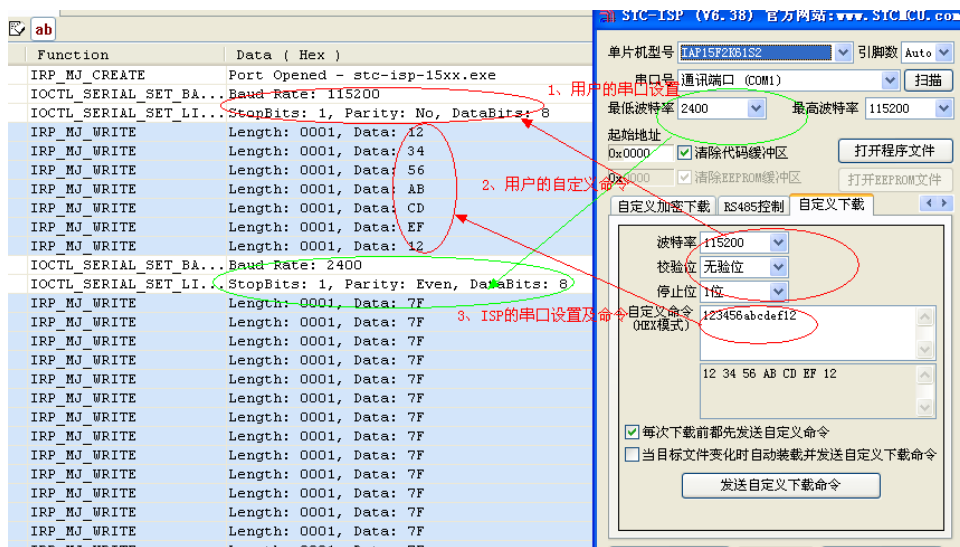 ab
Function Data ( Hex )
IRP_MJ_CREATE Port Opened - stc-isp-15xx.exe
IOCTL_SERIAL_SET_BA... Baud Rate: 115200
IOCTL_SERIAL_SET_LI... StopBits: 1, Parity: No, DataBits: 8
IRP_MJ_WRITE Length: 0001, Data: 12
IRP_MJ_WRITE Length: 0001, Data: 34
IRP_MJ_WRITE Length: 0001, Data: 56
IRP_MJ_WRITE Length: 0001, Data: AB
IRP_MJ_WRITE Length: 0001, Data: CD
IRP_MJ_WRITE Length: 0001, Data: EF
IRP_MJ_WRITE Length: 0001, Data: 12
IOCTL_SERIAL_SET_BA... Baud Rate: 2400
IOCTL_SERIAL_SET_LI... StopBits: 1, Parity: Even, DataBits: 8
IRP_MJ_WRITE Length: 0001, Data: 7F
IRP_MJ_WRITE Length: 0001, Data: 7F
IRP_MJ_WRITE Length: 0001, Data: 7F
IRP_MJ_WRITE Length: 0001, Data: 7F
IRP_MJ_WRITE Length: 0001, Data: 7F
IRP_MJ_WRITE Length: 0001, Data: 7F
IRP_MJ_WRITE Length: 0001, Data: 7F
IRP_MJ_WRITE Length: 0001, Data: 7F
IRP_MJ_WRITE Length: 0001, Data: 7F
IRP_MJ_WRITE Length: 0001, Data: 7F
IRP_MJ_WRITE Length: 0001, Data: 7F
IRP_MJ_WRITE Length: 0001, Data: 7F
IRP_MJ_WRITE Length: 0001, Data: 7F
1、用户的串口设置
2、用户的自定义命令
3、ISP的串口设置及命令
STC-ISP (V6.38) 官方网站:www.STCMCU.com
单片机型号 IAP15F2K61S2 引脚数 Auto
串口号 通讯端口 (COM1) 扫描
最低波特率 2400 最高波特率 115200
起始地址
0x0000 清除代码缓冲区 打开程序文件
0x0000 清除EEPROM缓冲区 打开EEPROM文件
自定义加密下载 RS485控制 自定义下载
波特率 115200
校验位 无验位
停止位 1位
自定义命令 123456abcdef12
(HEX模式)
12 34 56 AB CD EF 12
每次下载前都先发送自定义命令
当目标文件变化时自动装载并发送自定义下载命令
发送自定义下载命令